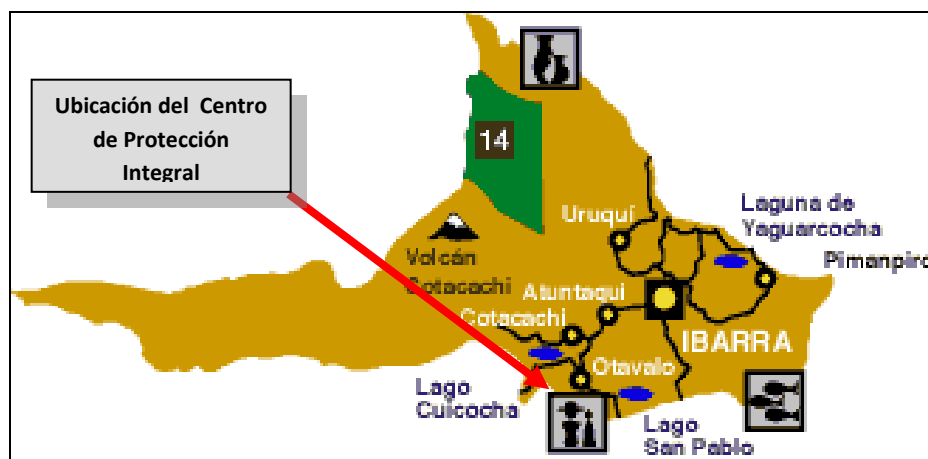 Ubicación del Centro
de Protección
Integral
14
Uruquí
Laguna de
Yaguarcocha
Pimanpiro
Volcán
Cotacachi
Atuntaqui
Cotacachi
IBARRA
Otavalo
Lago
Cuicocha
Lago
San Pablo